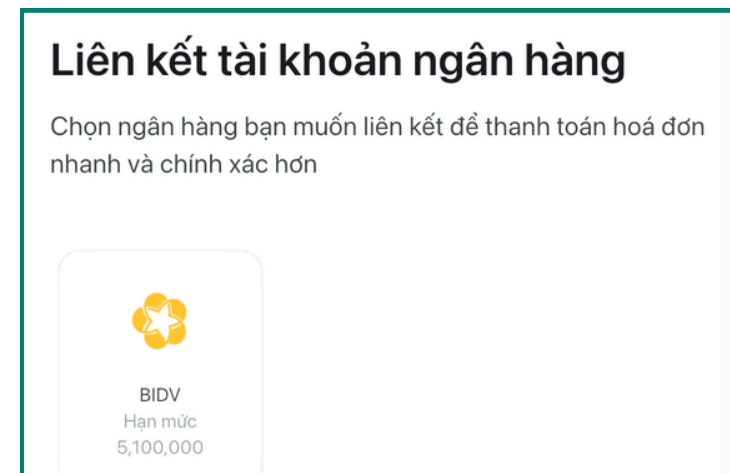 Liên kết tài khoản ngân hàng
Chọn ngân hàng bạn muốn liên kết để thanh toán hoá đơn
nhanh và chính xác hơn
BIDV
Hạn mức
5,100,000